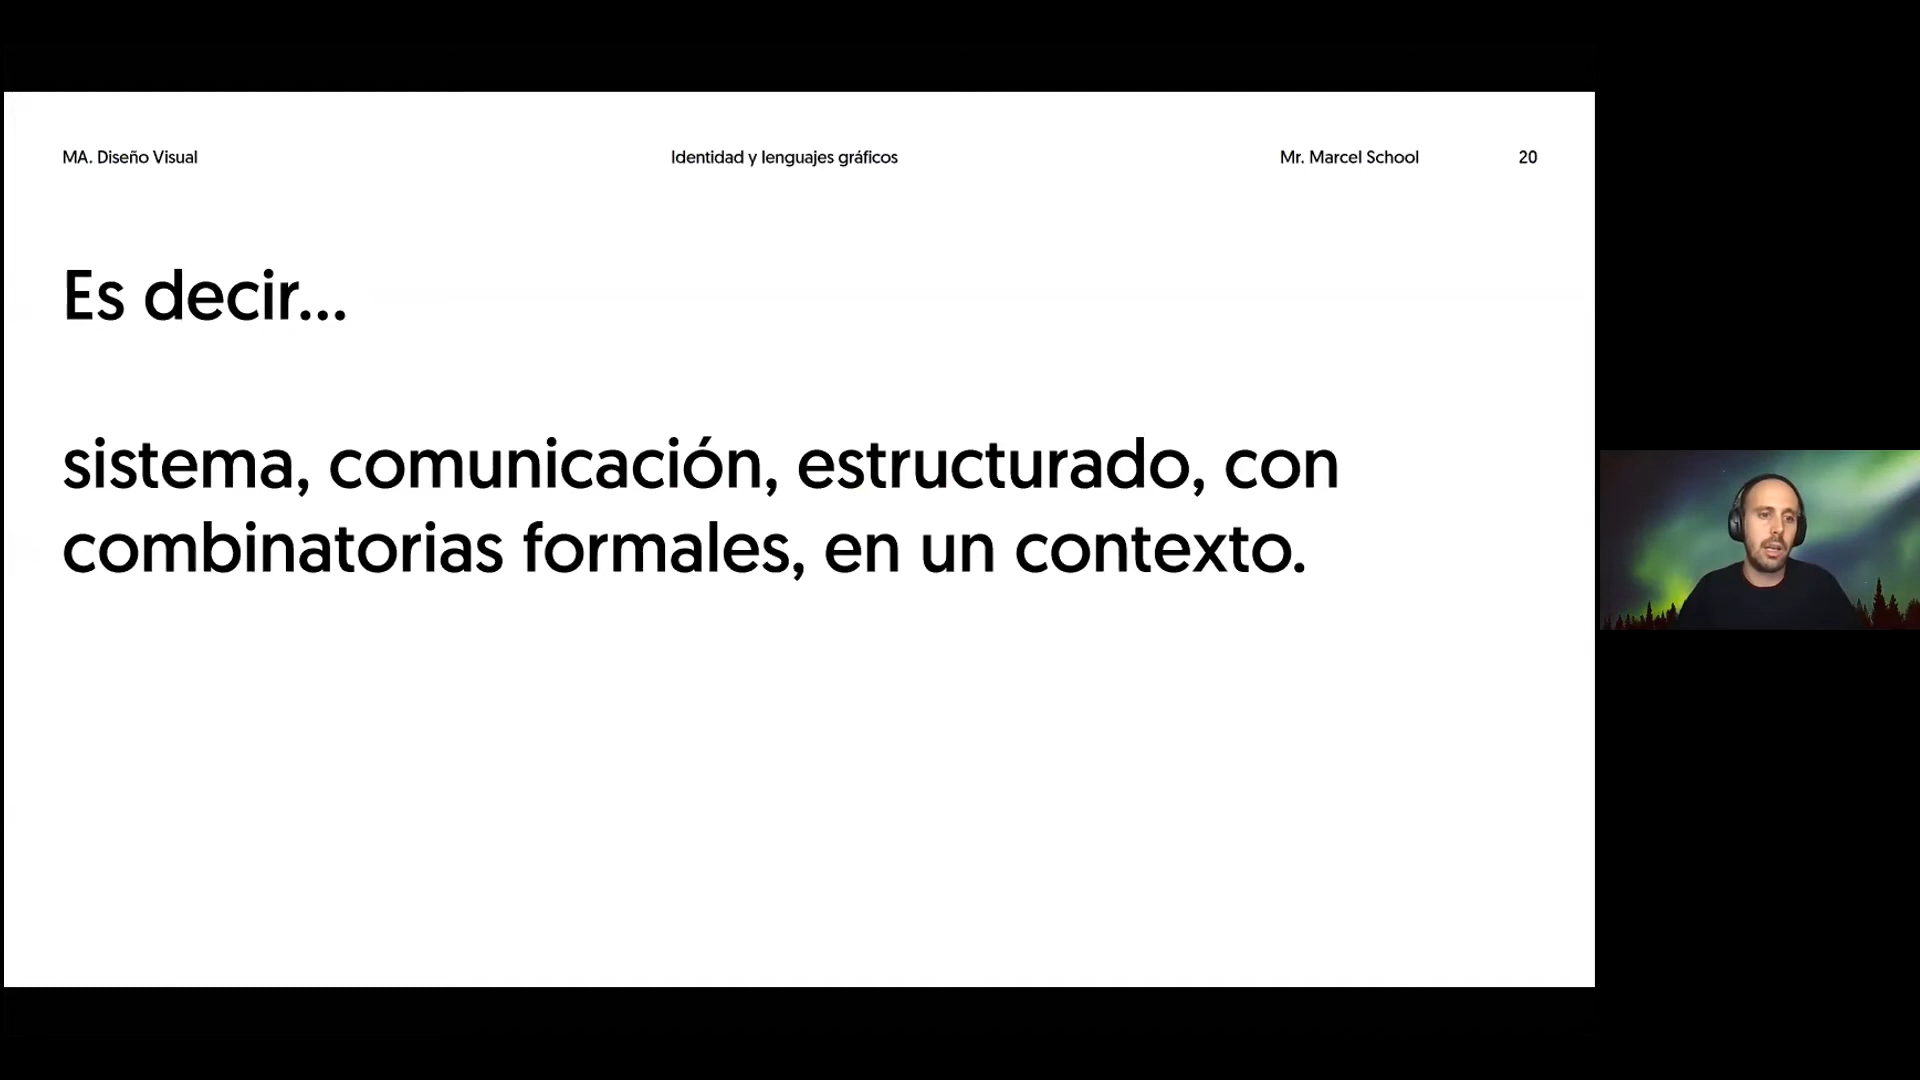 MA. Diseño Visual
Identidad y lenguajes gráficos
Mr. Marcel School
20
Es decir...
sistema, comunicación, estructurado, con
combinatorias formales, en un contexto.